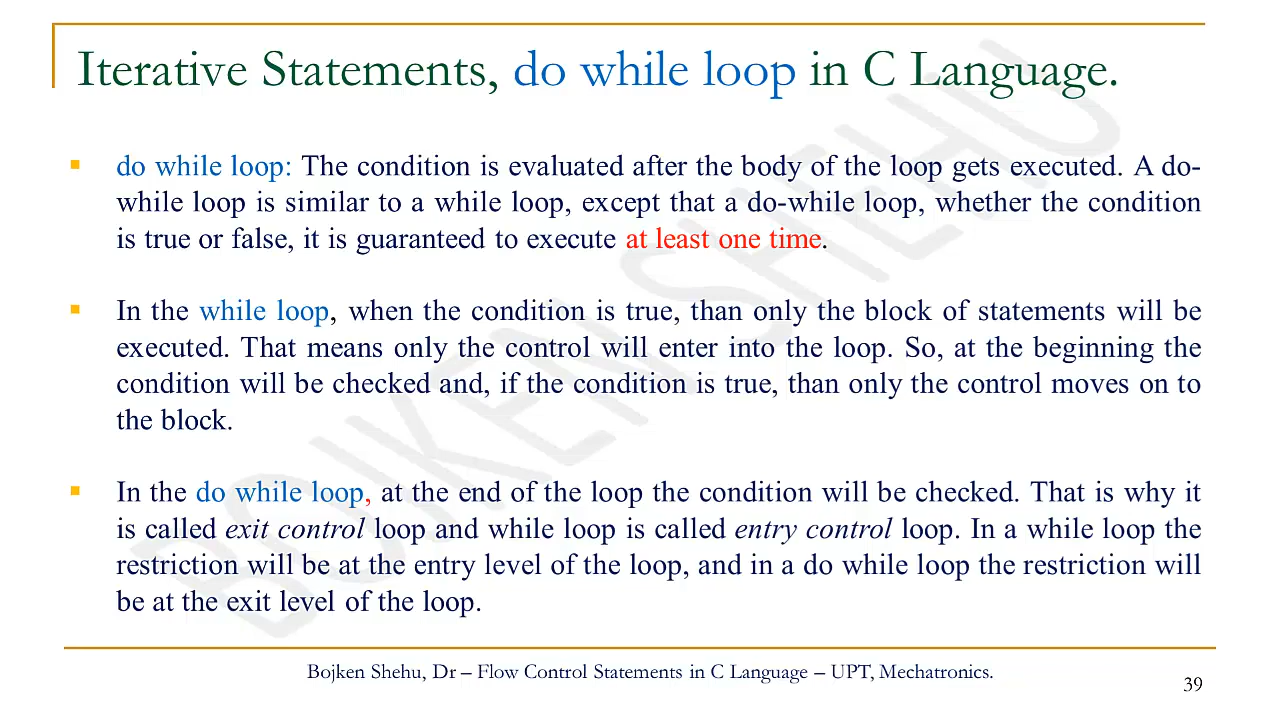 Iterative Statements, do while loop in C Language.
do while loop: The condition is evaluated after the body of the loop gets executed. A do-
while loop is similar to a while loop, except that a do-while loop, whether the condition
is true or false, it is guaranteed to execute at least one time.
In the while loop, when the condition is true, than only the block of statements will be
executed. That means only the control will enter into the loop. So, at the beginning the
condition will be checked and, if the condition is true, than only the control moves on to
the block.
In the do while loop, at the end of the loop the condition will be checked. That is why it
is called exit control loop and while loop is called entry control loop. In a while loop the
restriction will be at the entry level of the loop, and in a do while loop the restriction will
be at the exit level of the loop.
BOJKEN SHEHU
Bojken Shehu, Dr – Flow Control Statements in C Language – UPT, Mechatronics.
39